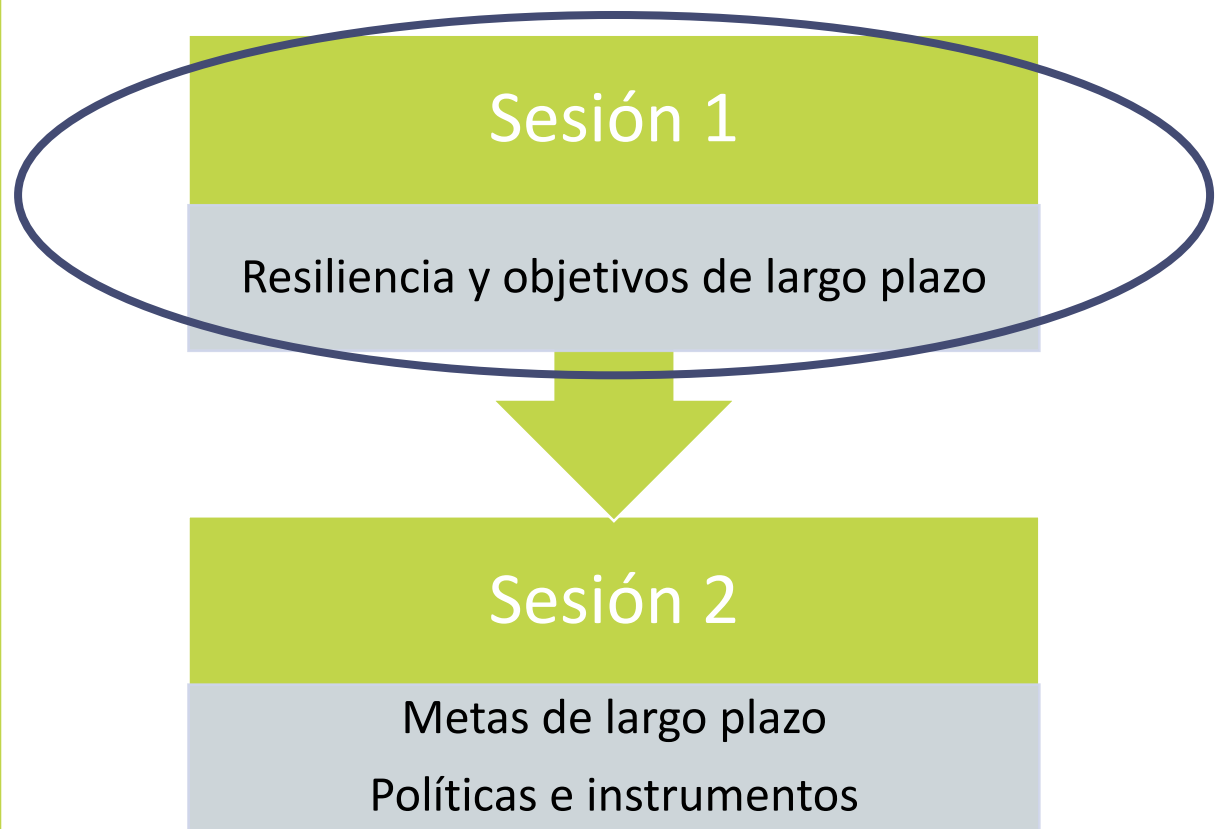 Sesión 1
Resiliencia y objetivos de largo plazo
Sesión 2
Metas de largo plazo
Políticas e instrumentos